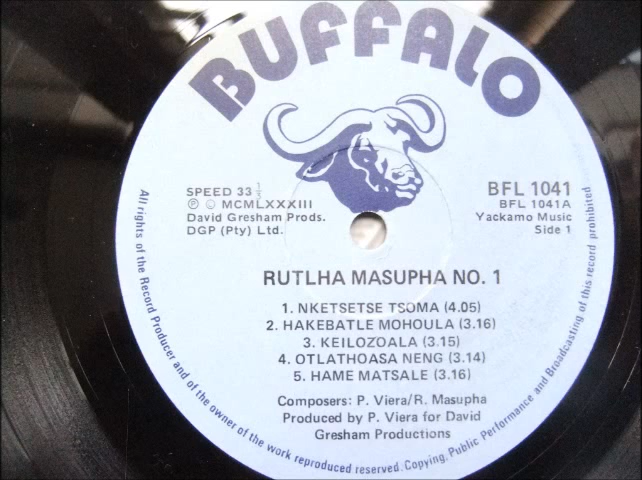 BUFFALO
SPEED 33 1/3
Ⓟ © MCMLXXXIII
David Gresham Prods.
DGP (Pty) Ltd.
BFL 1041
BFL 1041A
Yackamo Music
Side 1
RUTLHA MASUPHA NO. 1
1. NKETSETSE TSOMA (4.05)
2. HAKEBATLE MOHOULA (3.16)
3. KEILOZOALA (3.15)
4. OTLATHOASA NENG (3.14)
5. HAME MATSALE (3.16)
Composers: P. Viera/R. Masupha
Produced by P. Viera for David
Gresham Productions
All rights of the Record Producer and of the owner of the work reproduced reserved. Copying, Public Performance and Broadcasting of this record prohibited